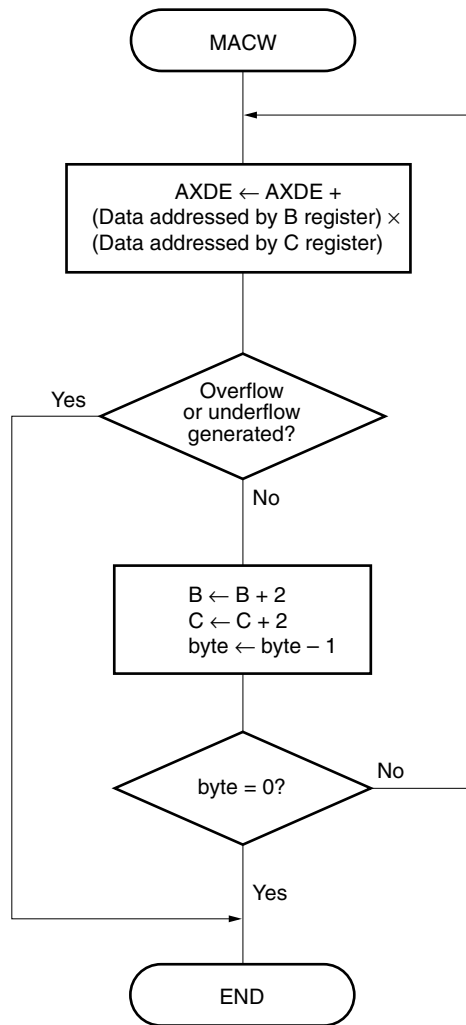 MACW
AXDE ← AXDE +
(Data addressed by B register) ×
(Data addressed by C register)
Yes
Overflow
or underflow
generated?
No
B ← B + 2
C ← C + 2
byte ← byte – 1
byte = 0?
No
Yes
END